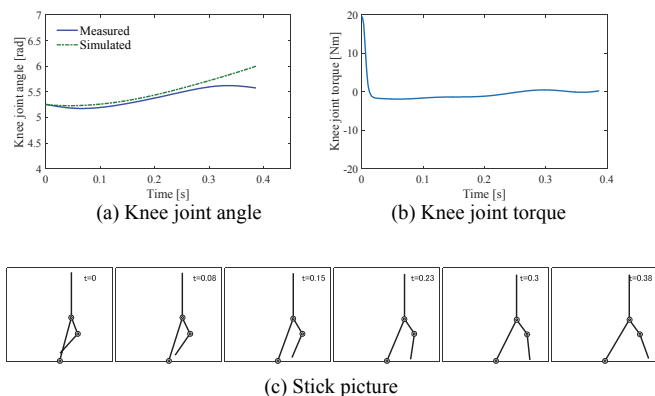 7
6.5
6
5.5
5
4.5
4
Knee joint angle [rad]
Measured
Simulated
0
0.1
0.2
0.3
0.4
Time [s]
(a) Knee joint angle
20
10
0
-10
-20
Knee joint torque [Nm]
0
0.1
0.2
0.3
0.4
Time [s]
(b) Knee joint torque
t=0
t=0.08
t=0.15
t=0.23
t=0.3
t=0.38
(c) Stick picture